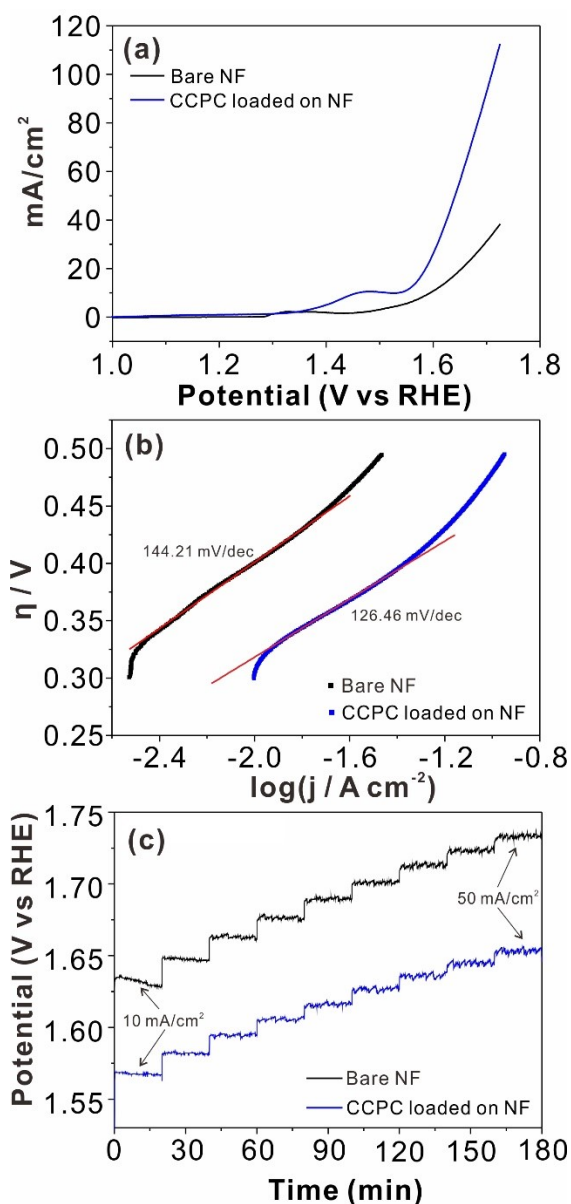 (a)
Bare NF
CCPC loaded on NF
mA/cm²
120
100
80
60
40
20
0
1.0 1.2 1.4 1.6 1.8
Potential (V vs RHE)
(b)
η / V
0.50
0.45
0.40
0.35
0.30
0.25
144.21 mV/dec
126.46 mV/dec
Bare NF
CCPC loaded on NF
-2.4 -2.0 -1.6 -1.2 -0.8
log(j / A cm⁻²)
(c)
Potential (V vs RHE)
1.75
1.70
1.65
1.60
1.55
50 mA/cm²
10 mA/cm²
Bare NF
CCPC loaded on NF
0 30 60 90 120 150 180
Time (min)